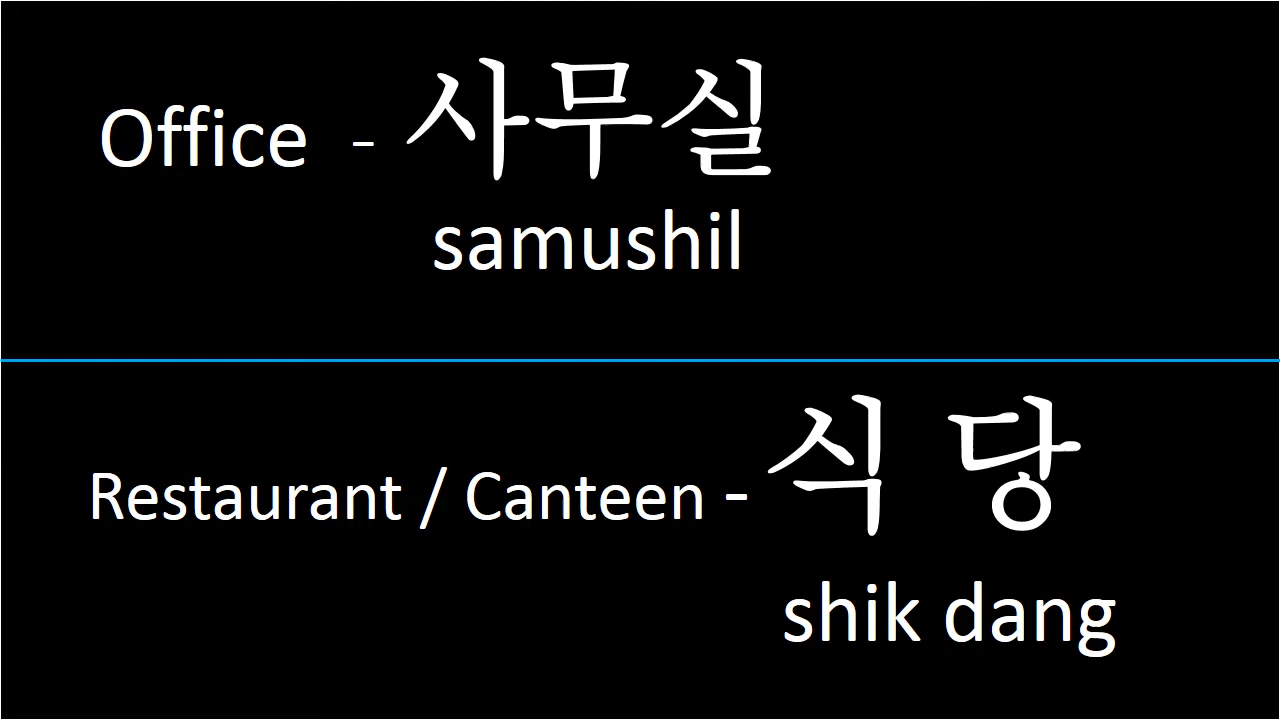 Office - 사무실
samushil
Restaurant / Canteen - 식 당
shik dang